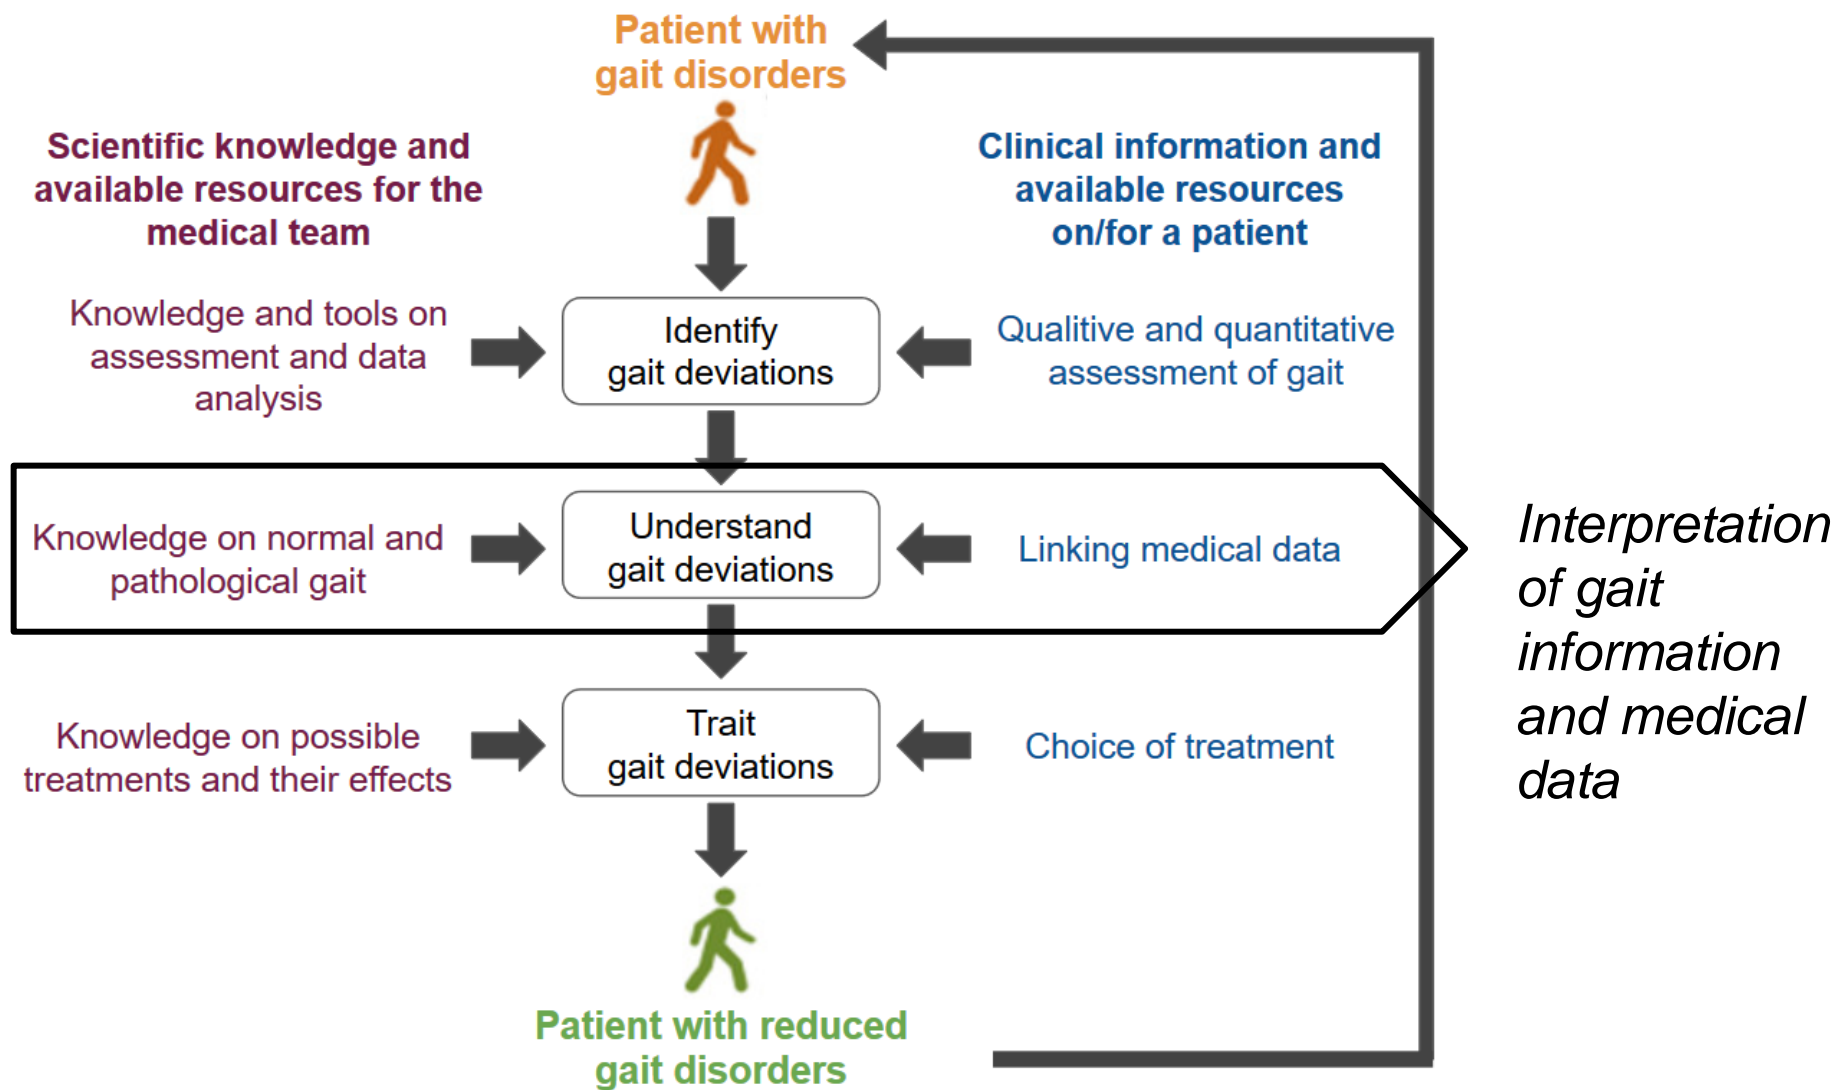 Patient with
gait disorders
Scientific knowledge and
available resources for the
medical team
Clinical information and
available resources
on/for a patient
Knowledge and tools on
assessment and data
analysis
Identify
gait deviations
Qualitive and quantitative
assessment of gait
Knowledge on normal and
pathological gait
Understand
gait deviations
Linking medical data
Interpretation
of gait
information
and medical
data
Knowledge on possible
treatments and their effects
Trait
gait deviations
Choice of treatment
Patient with reduced
gait disorders